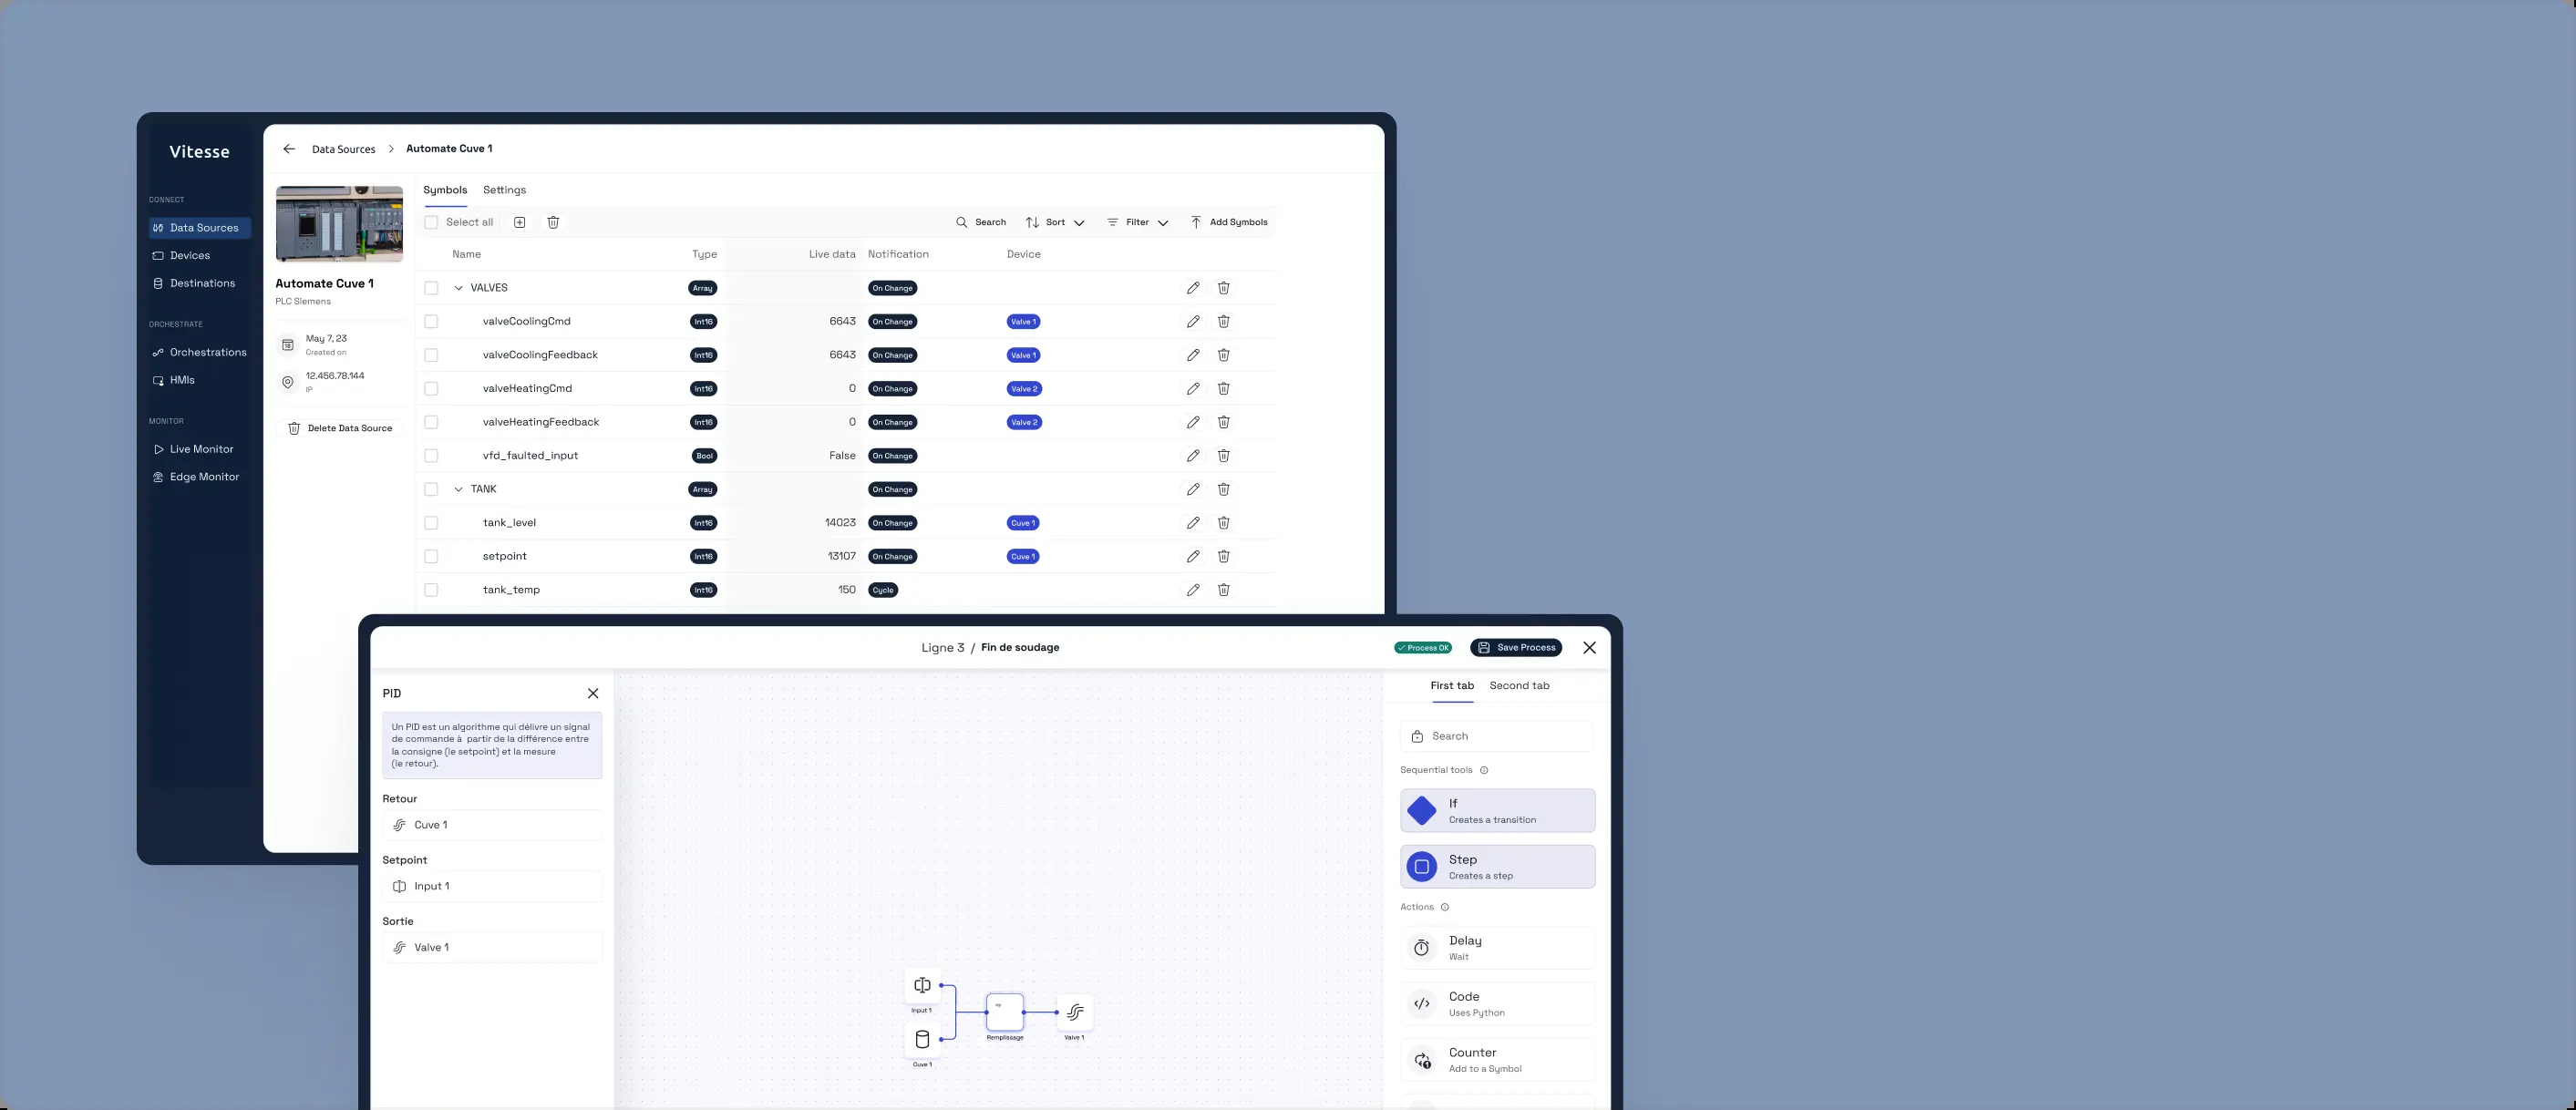 Vitesse
CONNECT
Data Sources
Devices
Destinations
ORCHESTRATE
Orchestrations
HMIs
MONITOR
Live Monitor
Edge Monitor
Data Sources > Automate Cuve 1
Automate Cuve 1
PLC Siemens
May 7, 23
Created on
12.456.78.144
IP
Delete Data Source
Symbols Settings
Select all Search Sort Filter Add Symbols
Name Type Live data Notification Device
VALVES Array On Change
valveCoolingCmd Int16 6643 On Change Valve 1
valveCoolingFeedback Int16 6643 On Change Valve 1
valveHeatingCmd Int16 0 On Change Valve 2
valveHeatingFeedback Int16 0 On Change Valve 2
vfd_faulted_input Bool False On Change
TANK Array On Change
tank_level Int16 14023 On Change Cuve 1
setpoint Int16 13107 On Change Cuve 1
tank_temp Int16 150 Cycle
Ligne 3 / Fin de soudage
Process OK
Save Process
PID
Un PID est un algorithme qui délivre un signal
de commande à partir de la différence entre
la consigne (le setpoint) et la mesure
(le retour).
Retour
Cuve 1
Setpoint
Input 1
Sortie
Valve 1
Input 1
Cuve 1
Remplissage
Valve 1
First tab Second tab
Search
Sequential tools
If
Creates a transition
Step
Creates a step
Actions
Delay
Wait
Code
Uses Python
Counter
Add to a Symbol